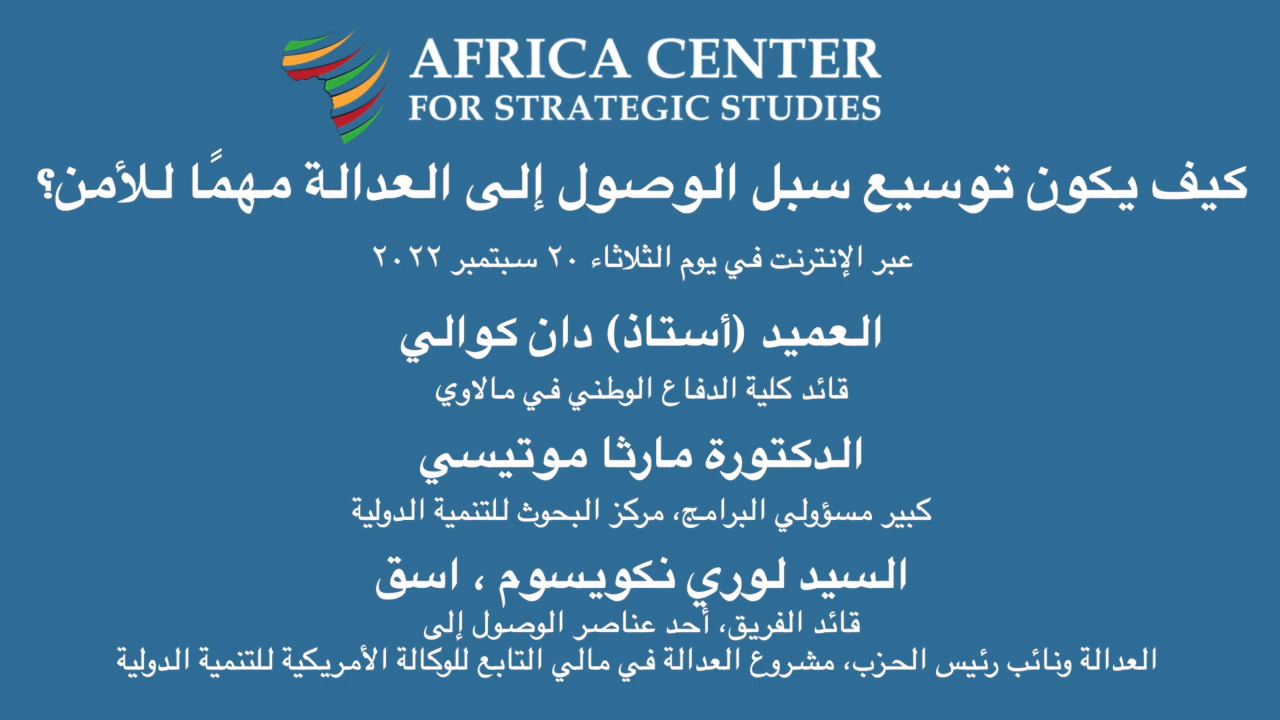 AFRICA CENTER
FOR STRATEGIC STUDIES
كيف يكون توسيع سبل الوصول إلى العدالة مهمًا للأمن؟
عبر الإنترنت في يوم الثلاثاء ٢٠ سبتمبر ٢٠٢٢
العميد (أستاذ) دان كوالي
قائد كلية الدفاع الوطني في مالاوي
الدكتورة مارثا موتيسي
كبير مسؤولي البرامج، مركز البحوث للتنمية الدولية
السيد لوري نكويسوم ، اسق
قائد الفريق، أحد عناصر الوصول إلى
العدالة ونائب رئيس الحزب، مشروع العدالة في مالي التابع للوكالة الأمريكية للتنمية الدولية